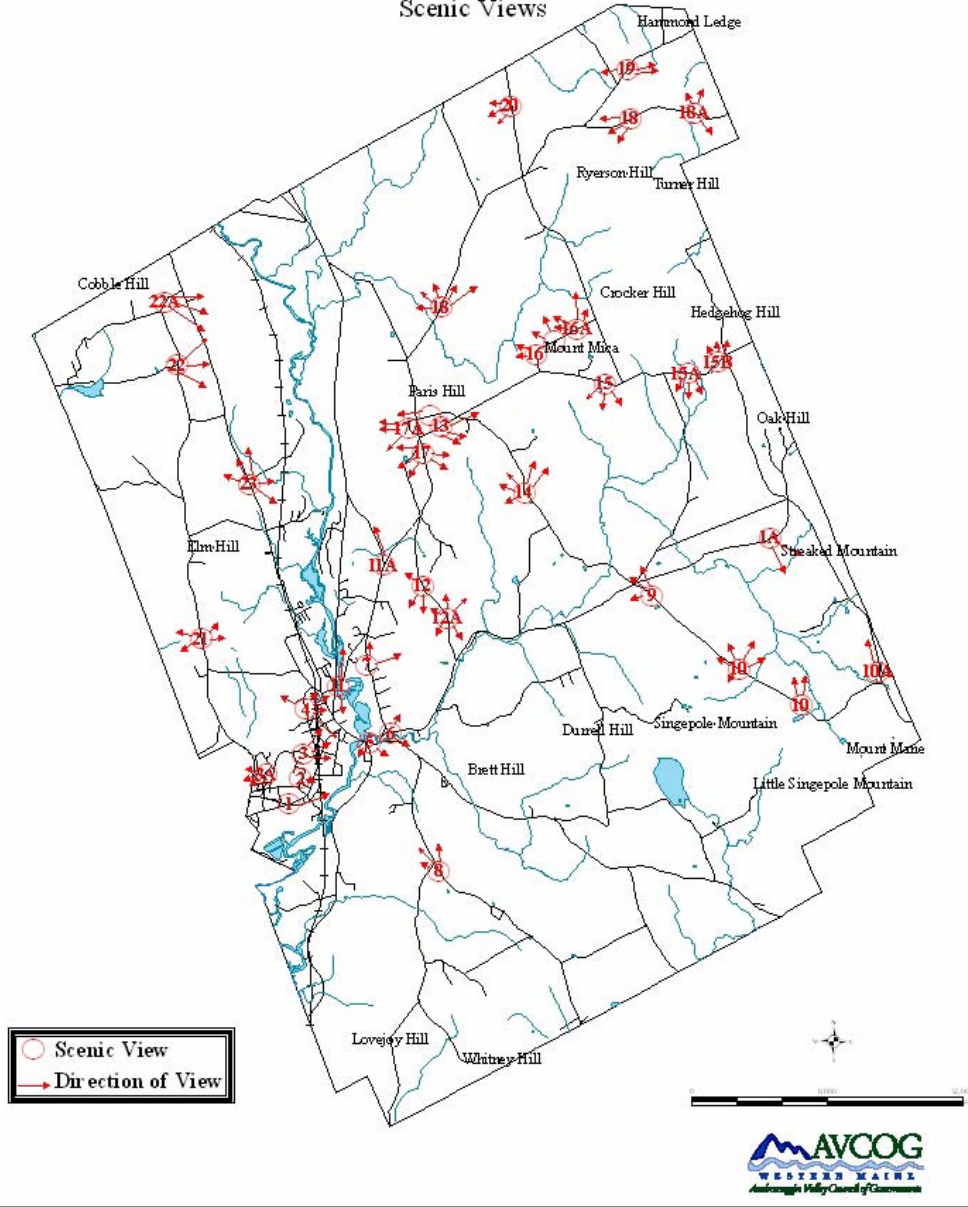 Scenic Views
Hammond Ledge
19
20
18A
18
Ryerson Hill
Turner Hill
Cobble Hill
22A
Crocker Hill
18
Hedgehog Hill
16A
16
Mount Mica
15B
22
15A
15
Paris Hill
17A
13
Oak Hill
17
23
14
1A
Elm Hill
Streaked Mountain
11A
12
9
12A
21
7
10
10A
11
4
10
Singepole Mountain
Durrell Hill
6
5
Mount Marie
3
Brett Hill
2
Little Singepole Mountain
1
8
Lovejoy Hill
Whitney Hill
Scenic View
Direction of View
AVCOG
WESTERN MAINE
Androscoggin Valley Council of Governments